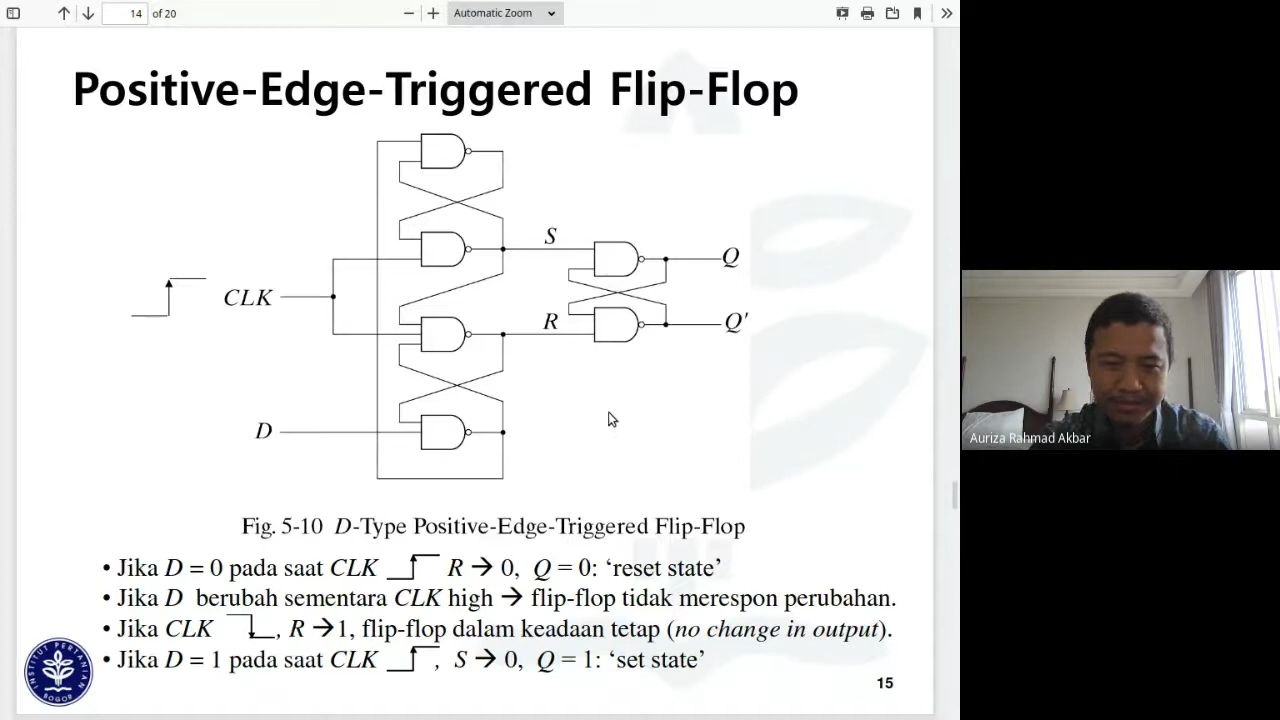 14 of 20
Automatic Zoom
Positive-Edge-Triggered Flip-Flop
S
Q
CLK
R
Q'
D
Fig. 5-10 D-Type Positive-Edge-Triggered Flip-Flop
• Jika D = 0 pada saat CLK R → 0, Q = 0: ‘reset state’
• Jika D berubah sementara CLK high → flip-flop tidak merespon perubahan.
• Jika CLK , R →1, flip-flop dalam keadaan tetap (no change in output).
• Jika D = 1 pada saat CLK , S → 0, Q = 1: ‘set state’
INSTITUT PERTANIAN
BOGOR
15
Auriza Rahmad Akbar